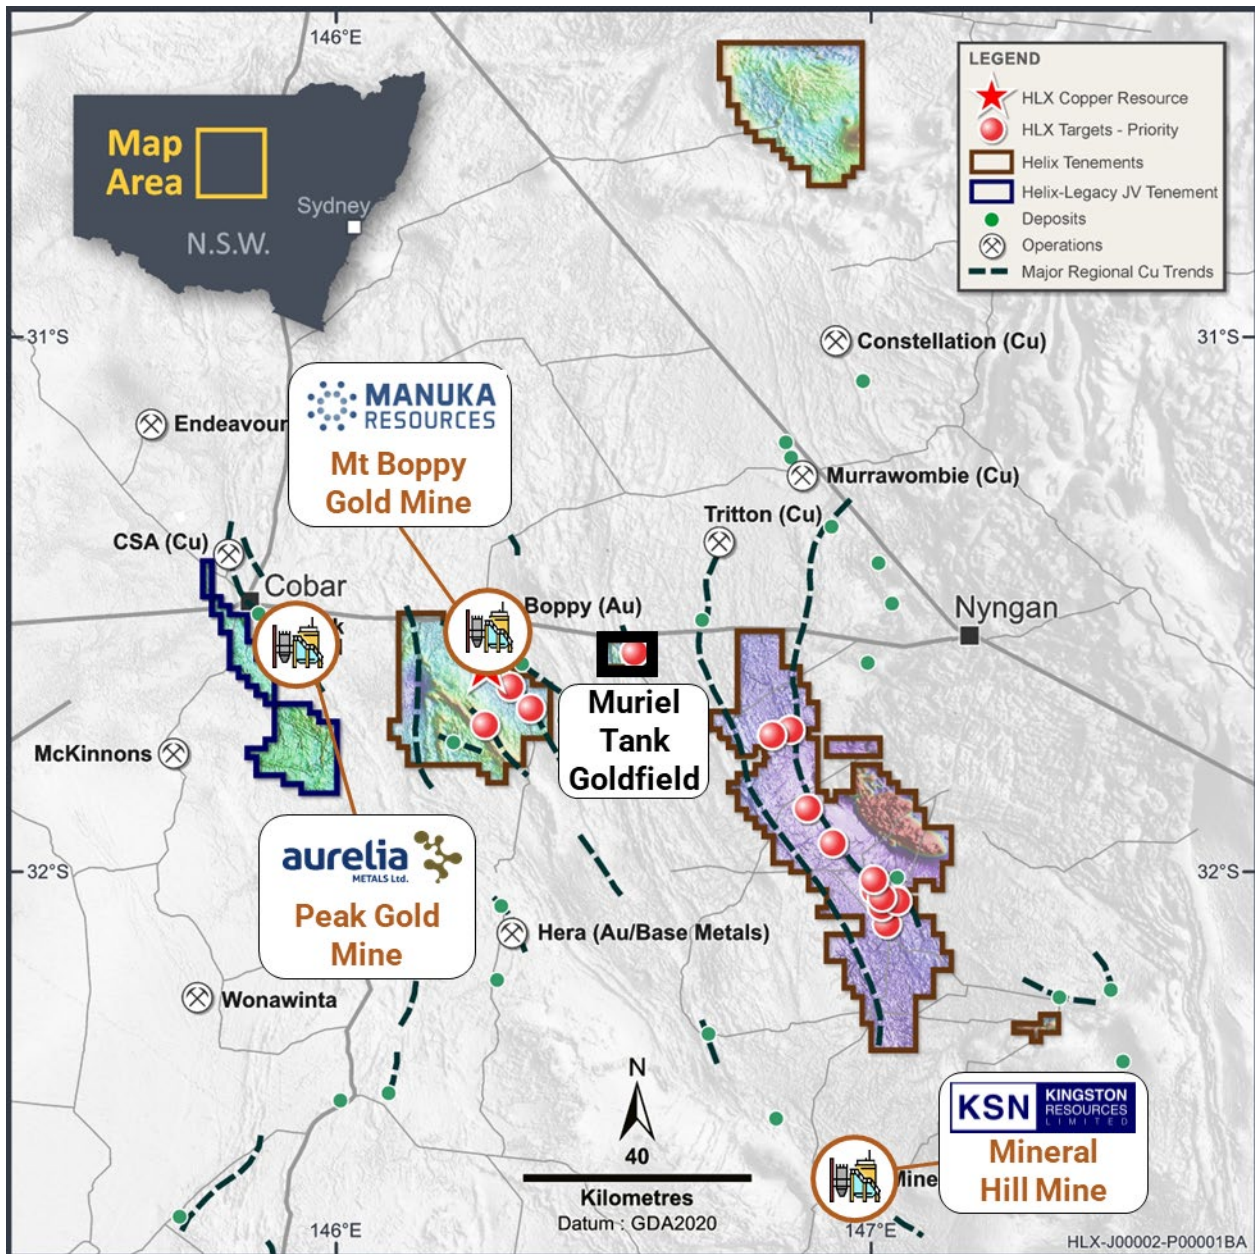 146°E
LEGEND
HLX Copper Resource
HLX Targets - Priority
Helix Tenements
Helix-Legacy JV Tenement
Deposits
Operations
Major Regional Cu Trends
Map
Area
Sydney
N.S.W.
31°S
31°S
Constellation (Cu)
MANUKA
RESOURCES
Mt Boppy
Gold Mine
Endeavour
Murrawombie (Cu)
Tritton (Cu)
CSA (Cu)
Cobar
Boppy (Au)
Nyngan
Muriel
Tank
Goldfield
McKinnons
aurelia
METALS Ltd.
Peak Gold
Mine
32°S
32°S
Hera (Au/Base Metals)
Wonawinta
N
40
Kilometres
Datum : GDA2020
KSN
KINGSTON
RESOURCES
LIMITED
Mineral
Hill Mine
146°E
147°E
HLX-J00002-P00001BA